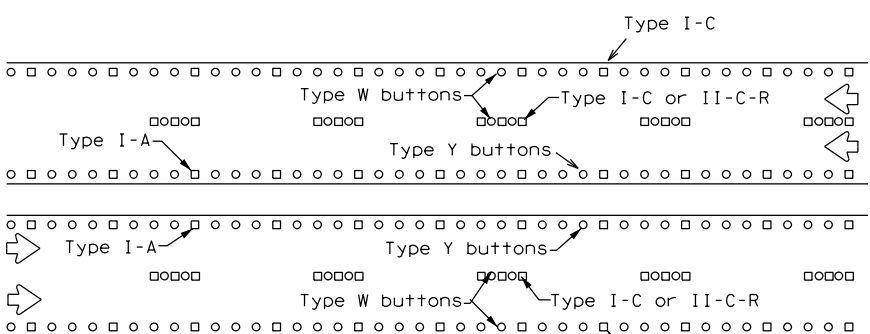 Type I-C
Type W buttons
Type I-C or II-C-R
Type I-A
Type Y buttons
Type I-A
Type Y buttons
Type W buttons
Type I-C or II-C-R